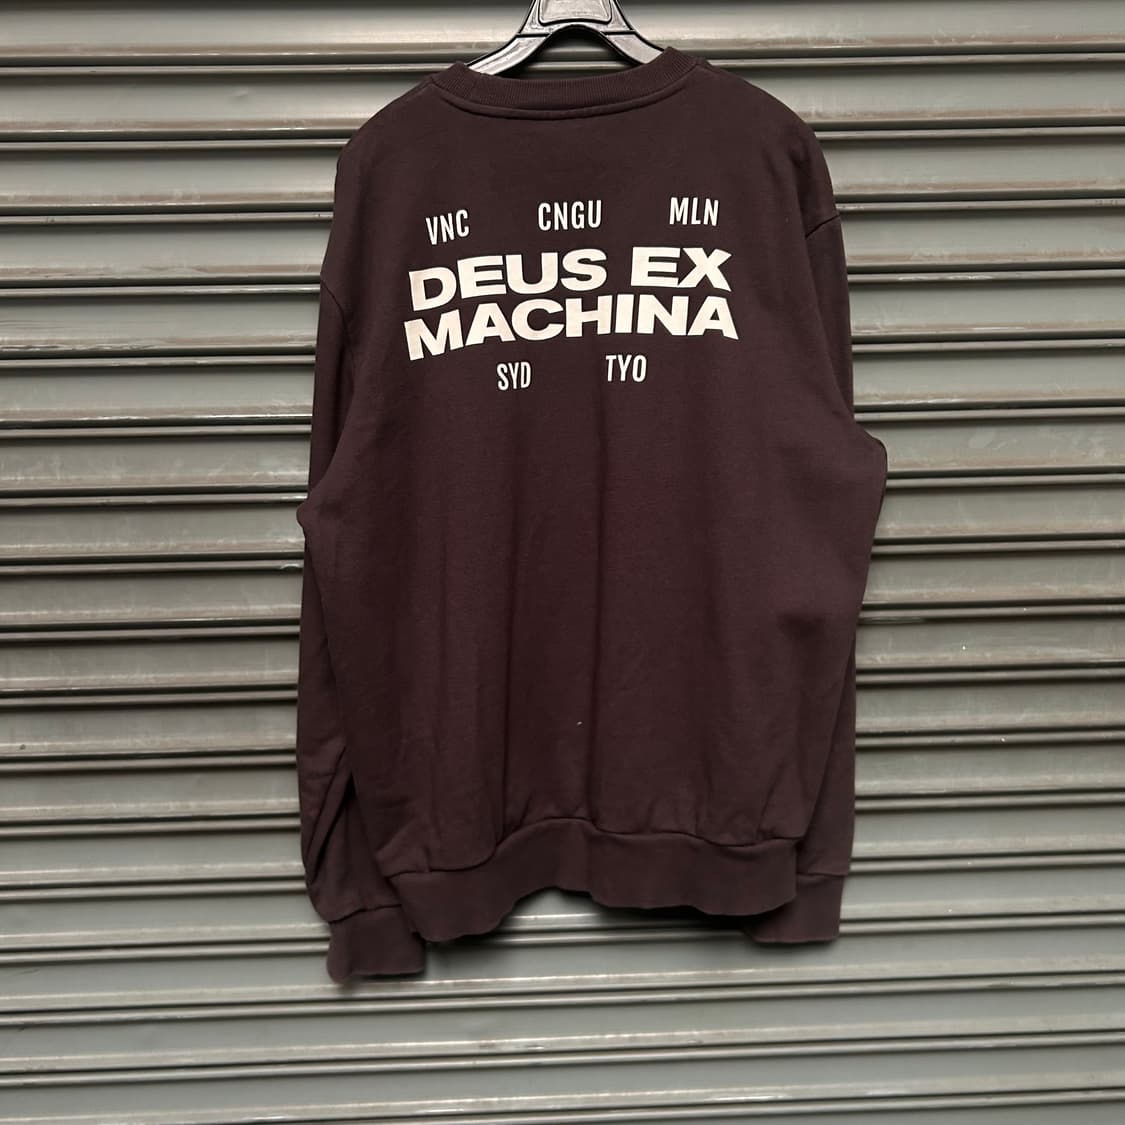 VNC CNGU MLN
DEUS EX
MACHINA
SYD TYO